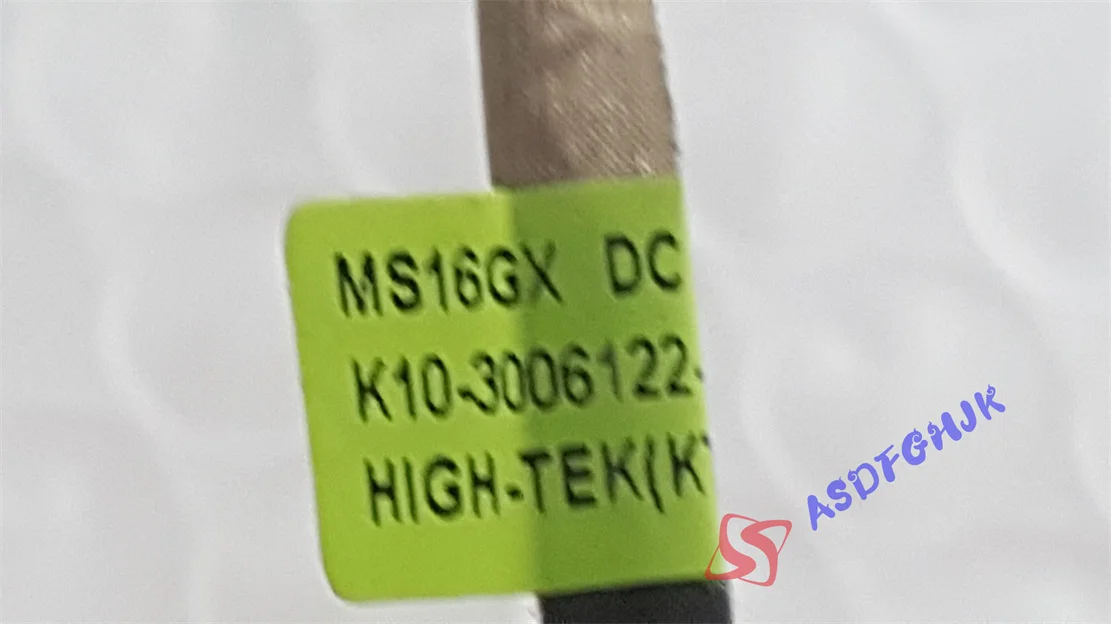 MS16GX DC
K10-3006122-
HIGH-TEK(K
ASDFGHJK